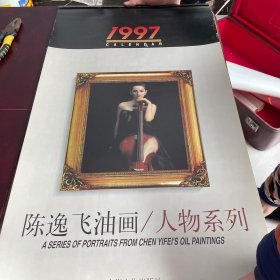 1997
CALENDAR
陈逸飞油画/人物系列
A SERIES OF PORTRAITS FROM CHEN YIFEI'S OIL PAINTINGS